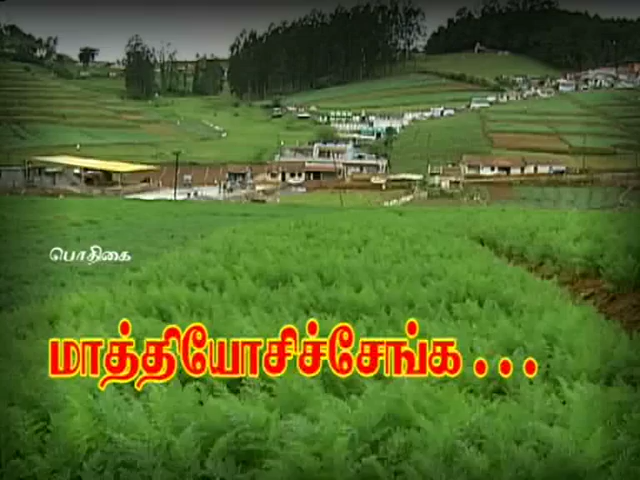 பொதிகை
மாத்தியோசிச்சேங்க . . .